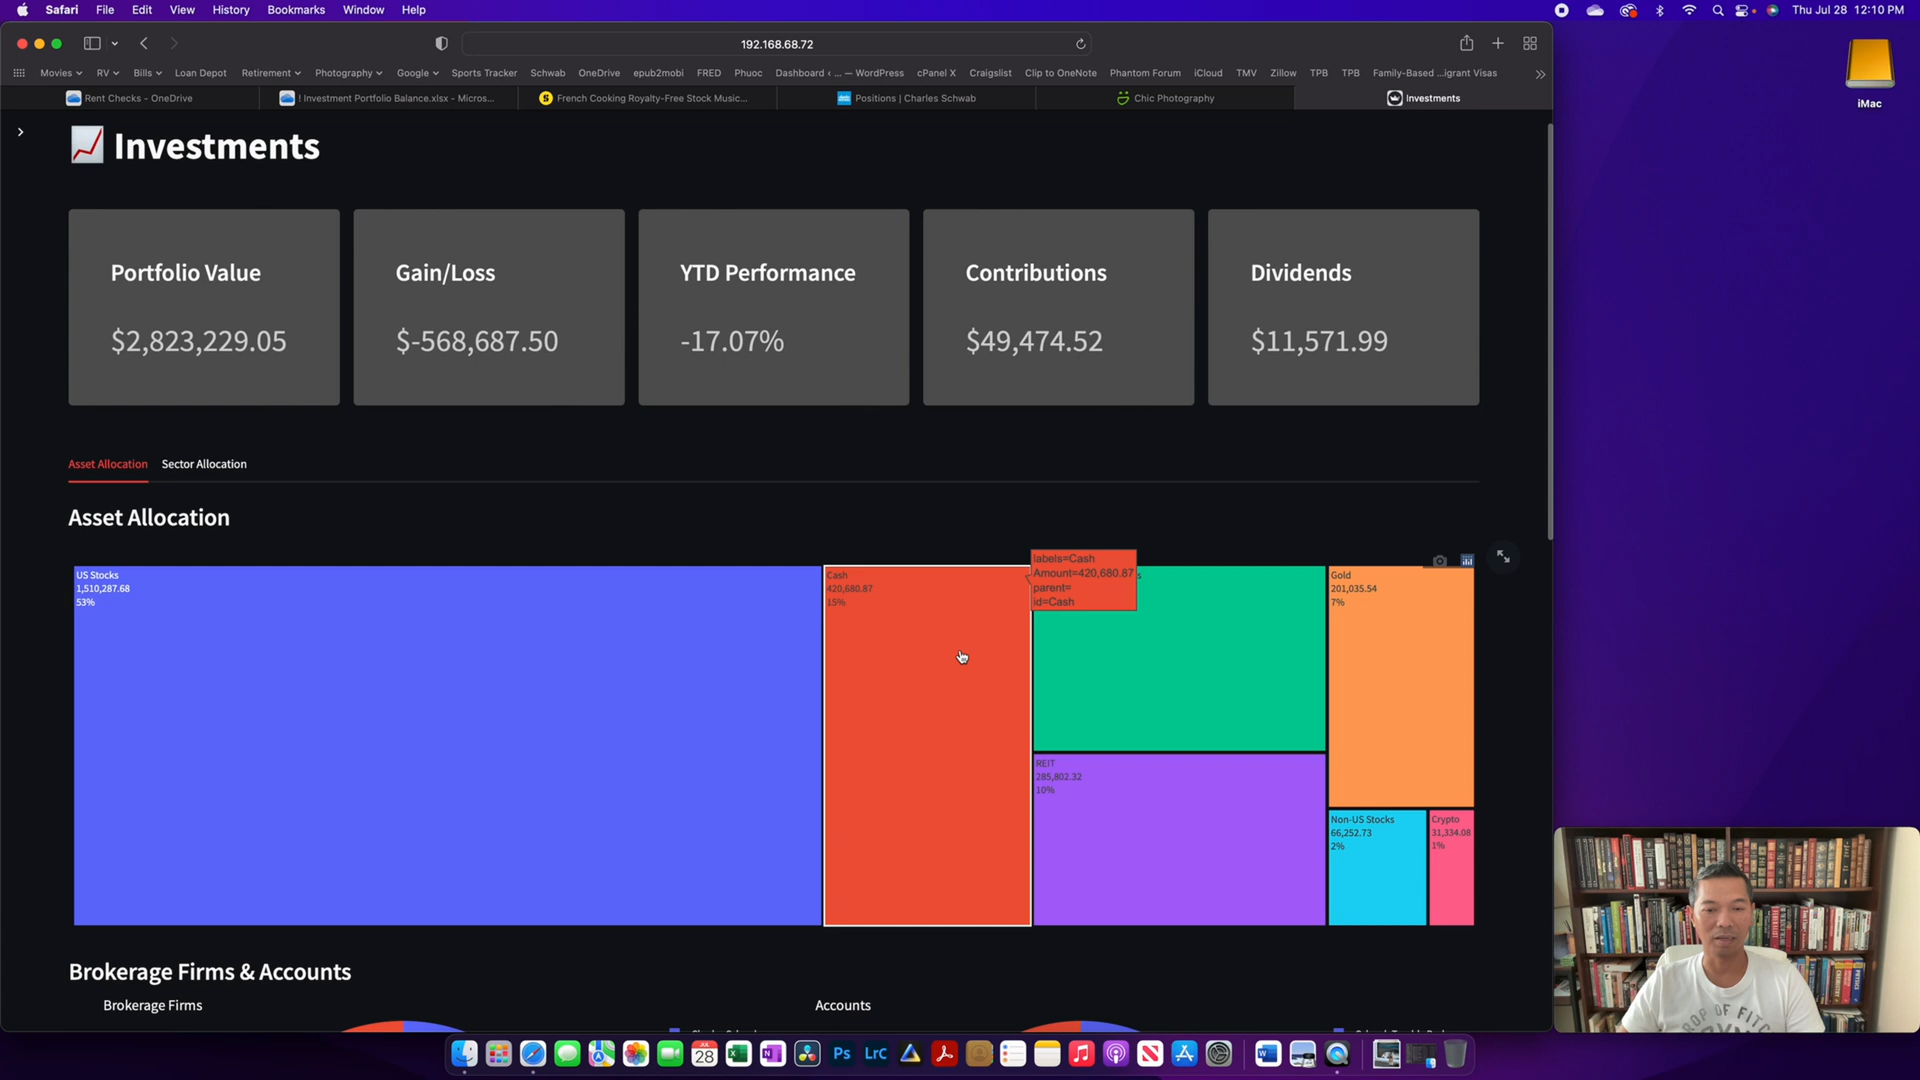 Safari File Edit View History Bookmarks Window Help
Thu Jul 28 12:10 PM
192.168.68.72
Movies RV Bills Loan Depot Retirement Photography Google Sports Tracker Schwab OneDrive epub2mobi FRED Phuoc Dashboard ‹ ... — WordPress cPanel X Craigslist Clip to OneNote Phantom Forum iCloud TMV Zillow TPB TPB Family-Based ...igrant Visas
Rent Checks - OneDrive
! Investment Portfolio Balance.xlsx - Micros...
French Cooking Royalty-Free Stock Music...
Positions | Charles Schwab
Chic Photography
Investments
iMac
Investments
Portfolio Value
$2,823,229.05
Gain/Loss
$-568,687.50
YTD Performance
-17.07%
Contributions
$49,474.52
Dividends
$11,571.99
Asset Allocation
Sector Allocation
Asset Allocation
US Stocks
1,510,287.68
53%
Cash
420,680.87
15%
labels=Cash
Amount=420,680.87
parent=
id=Cash
REIT
285,802.32
10%
Gold
201,035.54
7%
Non-US Stocks
66,252.73
2%
Crypto
31,334.08
1%
Brokerage Firms & Accounts
Brokerage Firms
Accounts
JUL
28
Ps
LrC